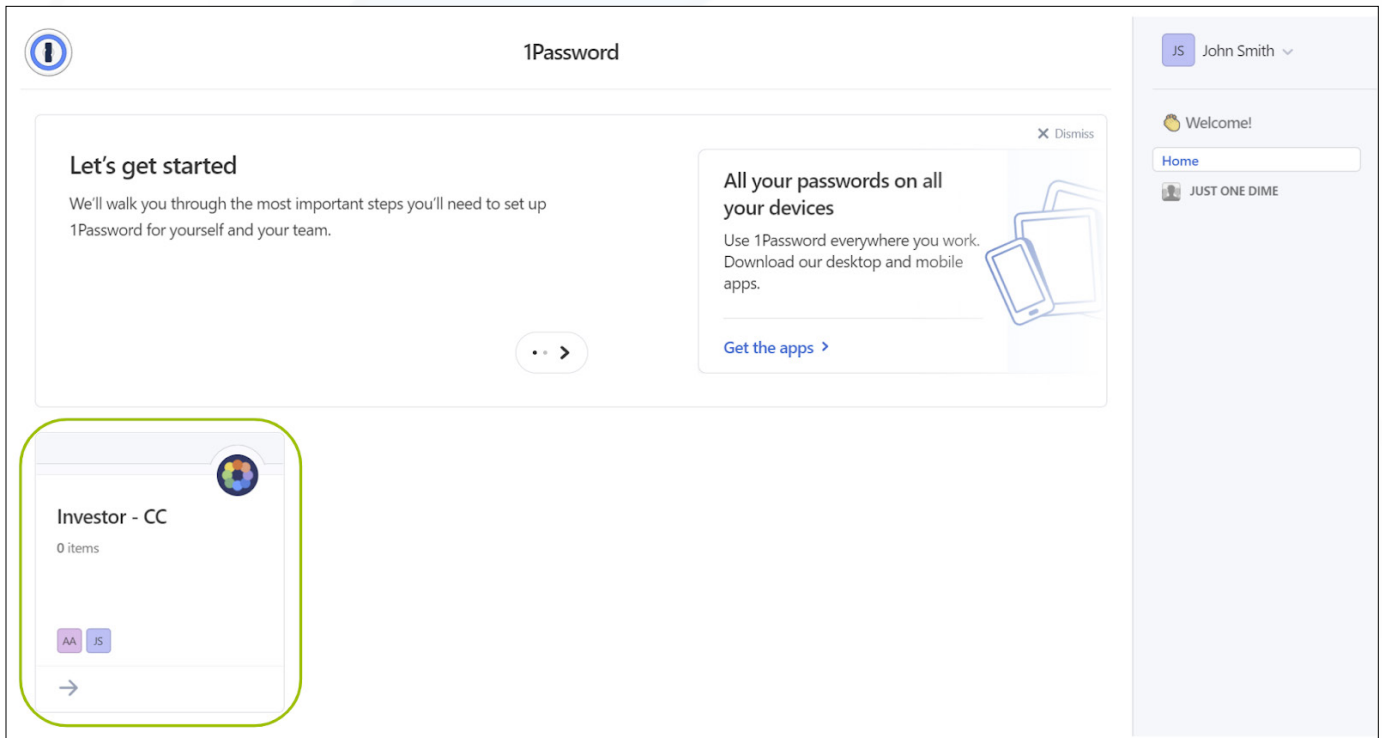 1Password
JS John Smith
Welcome!
Home
JUST ONE DIME
Dismiss
Let's get started
We'll walk you through the most important steps you'll need to set up
1Password for yourself and your team.
All your passwords on all
your devices
Use 1Password everywhere you work.
Download our desktop and mobile
apps.
Get the apps
Investor - CC
0 items
AA JS